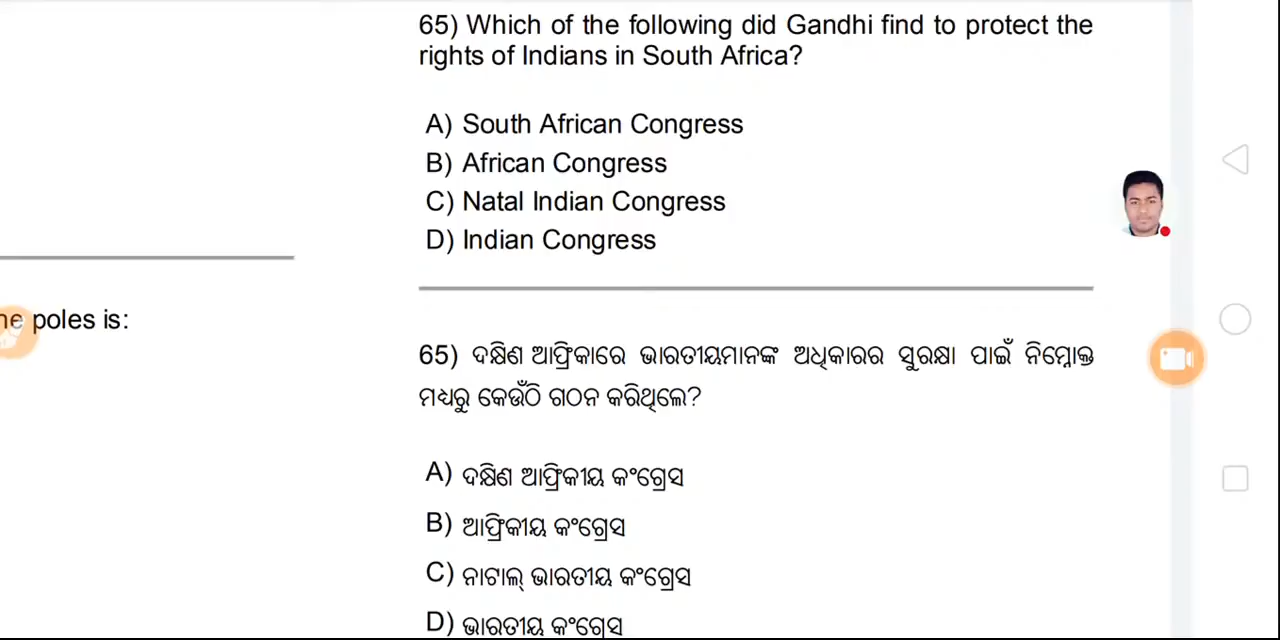 65) Which of the following did Gandhi find to protect the
rights of Indians in South Africa?
A) South African Congress
B) African Congress
C) Natal Indian Congress
D) Indian Congress
poles is:
65) ଦକ୍ଷିଣ ଆଫ୍ରିକାରେ ଭାରତୀୟମାନଙ୍କ ଅଧିକାରର ସୁରକ୍ଷା ପାଇଁ ନିମ୍ନୋକ୍ତ
ମଧ୍ୟରୁ କେଉଁଠି ଗଠନ କରିଥିଲେ?
A) ଦକ୍ଷିଣ ଆଫ୍ରିକୀୟ କଂଗ୍ରେସ
B) ଆଫ୍ରିକୀୟ କଂଗ୍ରେସ
C) ନାଟାଲ୍ ଭାରତୀୟ କଂଗ୍ରେସ
D) ଭାରତୀୟ କଂଗ୍ରେସ